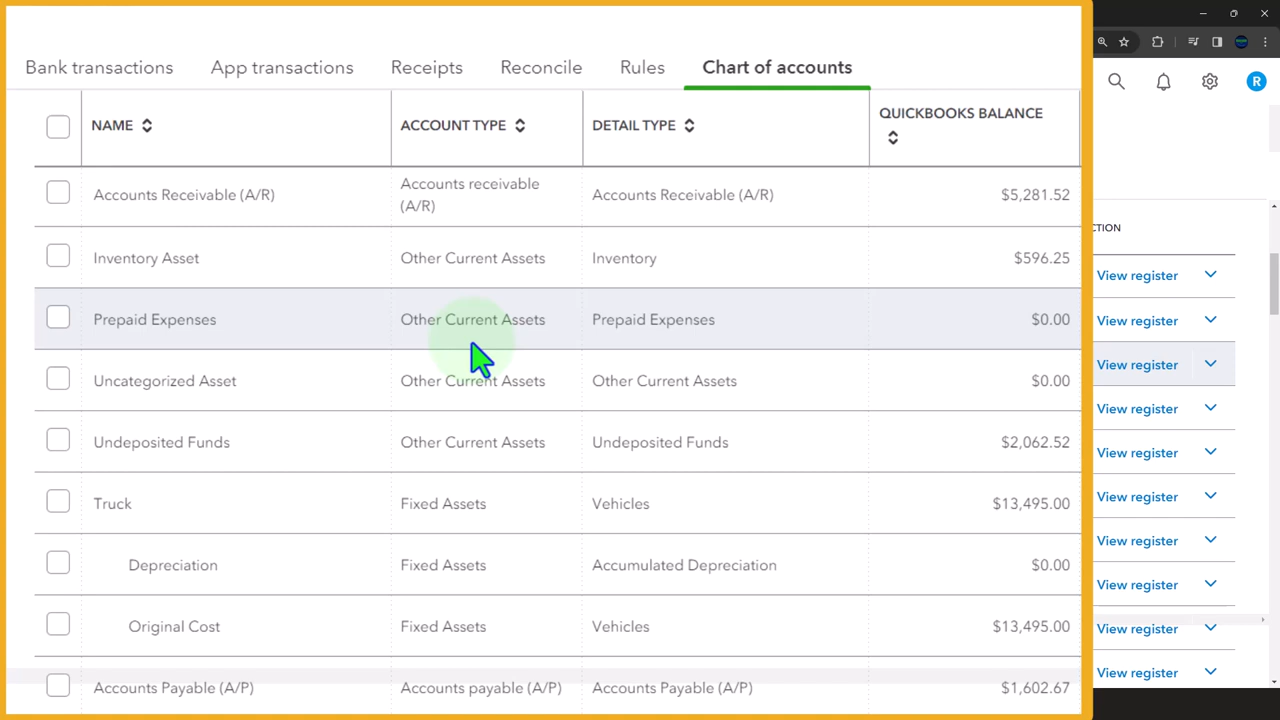 Bank transactions App transactions Receipts Reconcile Rules Chart of accounts
R
NAME ACCOUNT TYPE DETAIL TYPE QUICKBOOKS BALANCE
CTION
Accounts Receivable (A/R) Accounts receivable (A/R) Accounts Receivable (A/R) $5,281.52
Inventory Asset Other Current Assets Inventory $596.25
View register
Prepaid Expenses Other Current Assets Prepaid Expenses $0.00
View register
Uncategorized Asset Other Current Assets Other Current Assets $0.00
View register
Undeposited Funds Other Current Assets Undeposited Funds $2,062.52
View register
View register
Truck Fixed Assets Vehicles $13,495.00
View register
Depreciation Fixed Assets Accumulated Depreciation $0.00
View register
View register
Original Cost Fixed Assets Vehicles $13,495.00
View register
Accounts Payable (A/P) Accounts payable (A/P) Accounts Payable (A/P) $1,602.67
View register